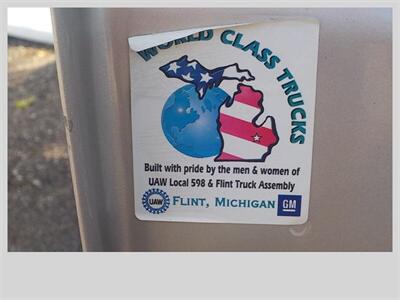 WORLD CLASS TRUCKS
Built with pride by the men & women of
UAW Local 598 & Flint Truck Assembly
UAW FLINT, MICHIGAN GM